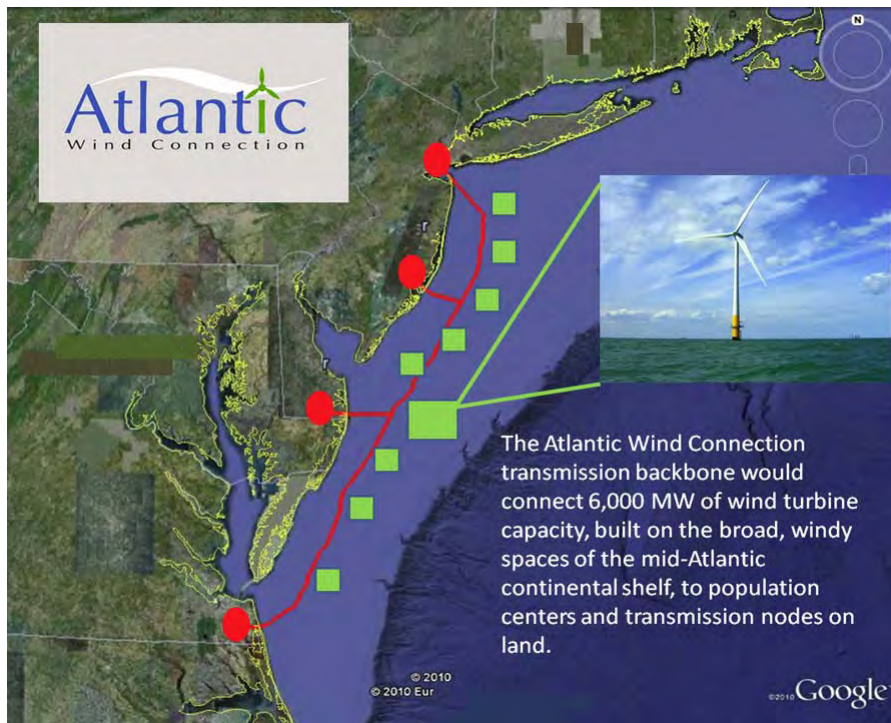 Atlantic
Wind Connection
N
r
r
The Atlantic Wind Connection
transmission backbone would
connect 6,000 MW of wind turbine
capacity, built on the broad, windy
spaces of the mid-Atlantic
continental shelf, to population
centers and transmission nodes on
land.
© 2010
© 2010 Eur
©2010 Google